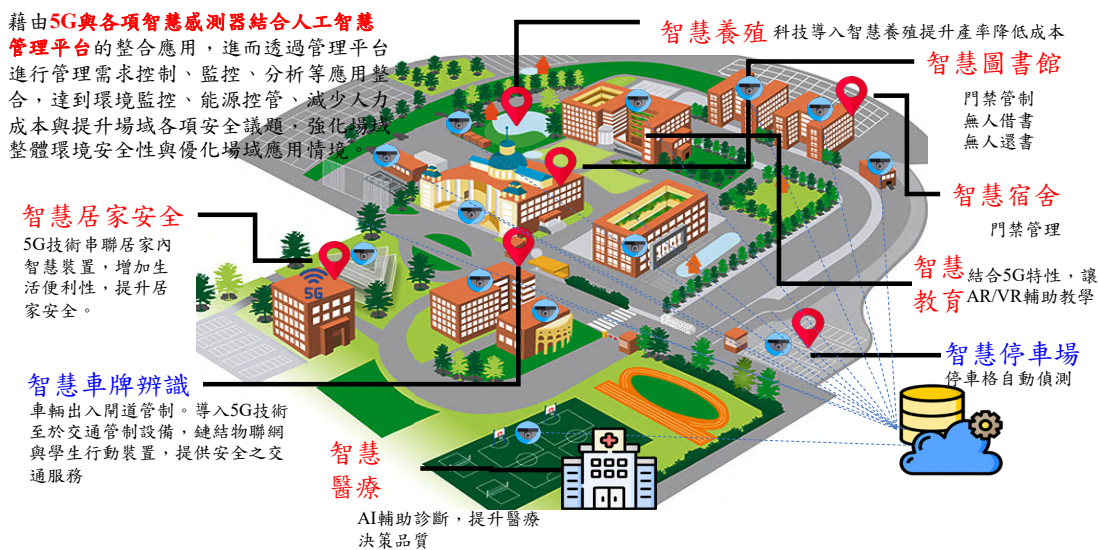 藉由5G與各項智慧感測器結合人工智慧
管理平台的整合應用，進而透過管理平台
進行管理需求控制、監控、分析等應用整
合，達到環境監控、能源控管、減少人力
成本與提升場域各項安全議題，強化場域
整體環境安全性與優化場域應用情境。
智慧養殖 科技導入智慧養殖提升產率降低成本
智慧圖書館
門禁管制
無人借書
無人還書
智慧宿舍
門禁管理
智慧居家安全
5G技術串聯居家內
智慧裝置，增加生
活便利性，提升居
家安全。
5G
智慧
教育
結合5G特性，讓
AR/VR輔助教學
智慧停車場
停車格自動偵測
智慧車牌辨識
車輛出入閘道管制。導入5G技術
至於交通管制設備，鏈結物聯網
與學生行動裝置，提供安全之交
通服務
智慧
醫療
AI輔助診斷，提升醫療
決策品質